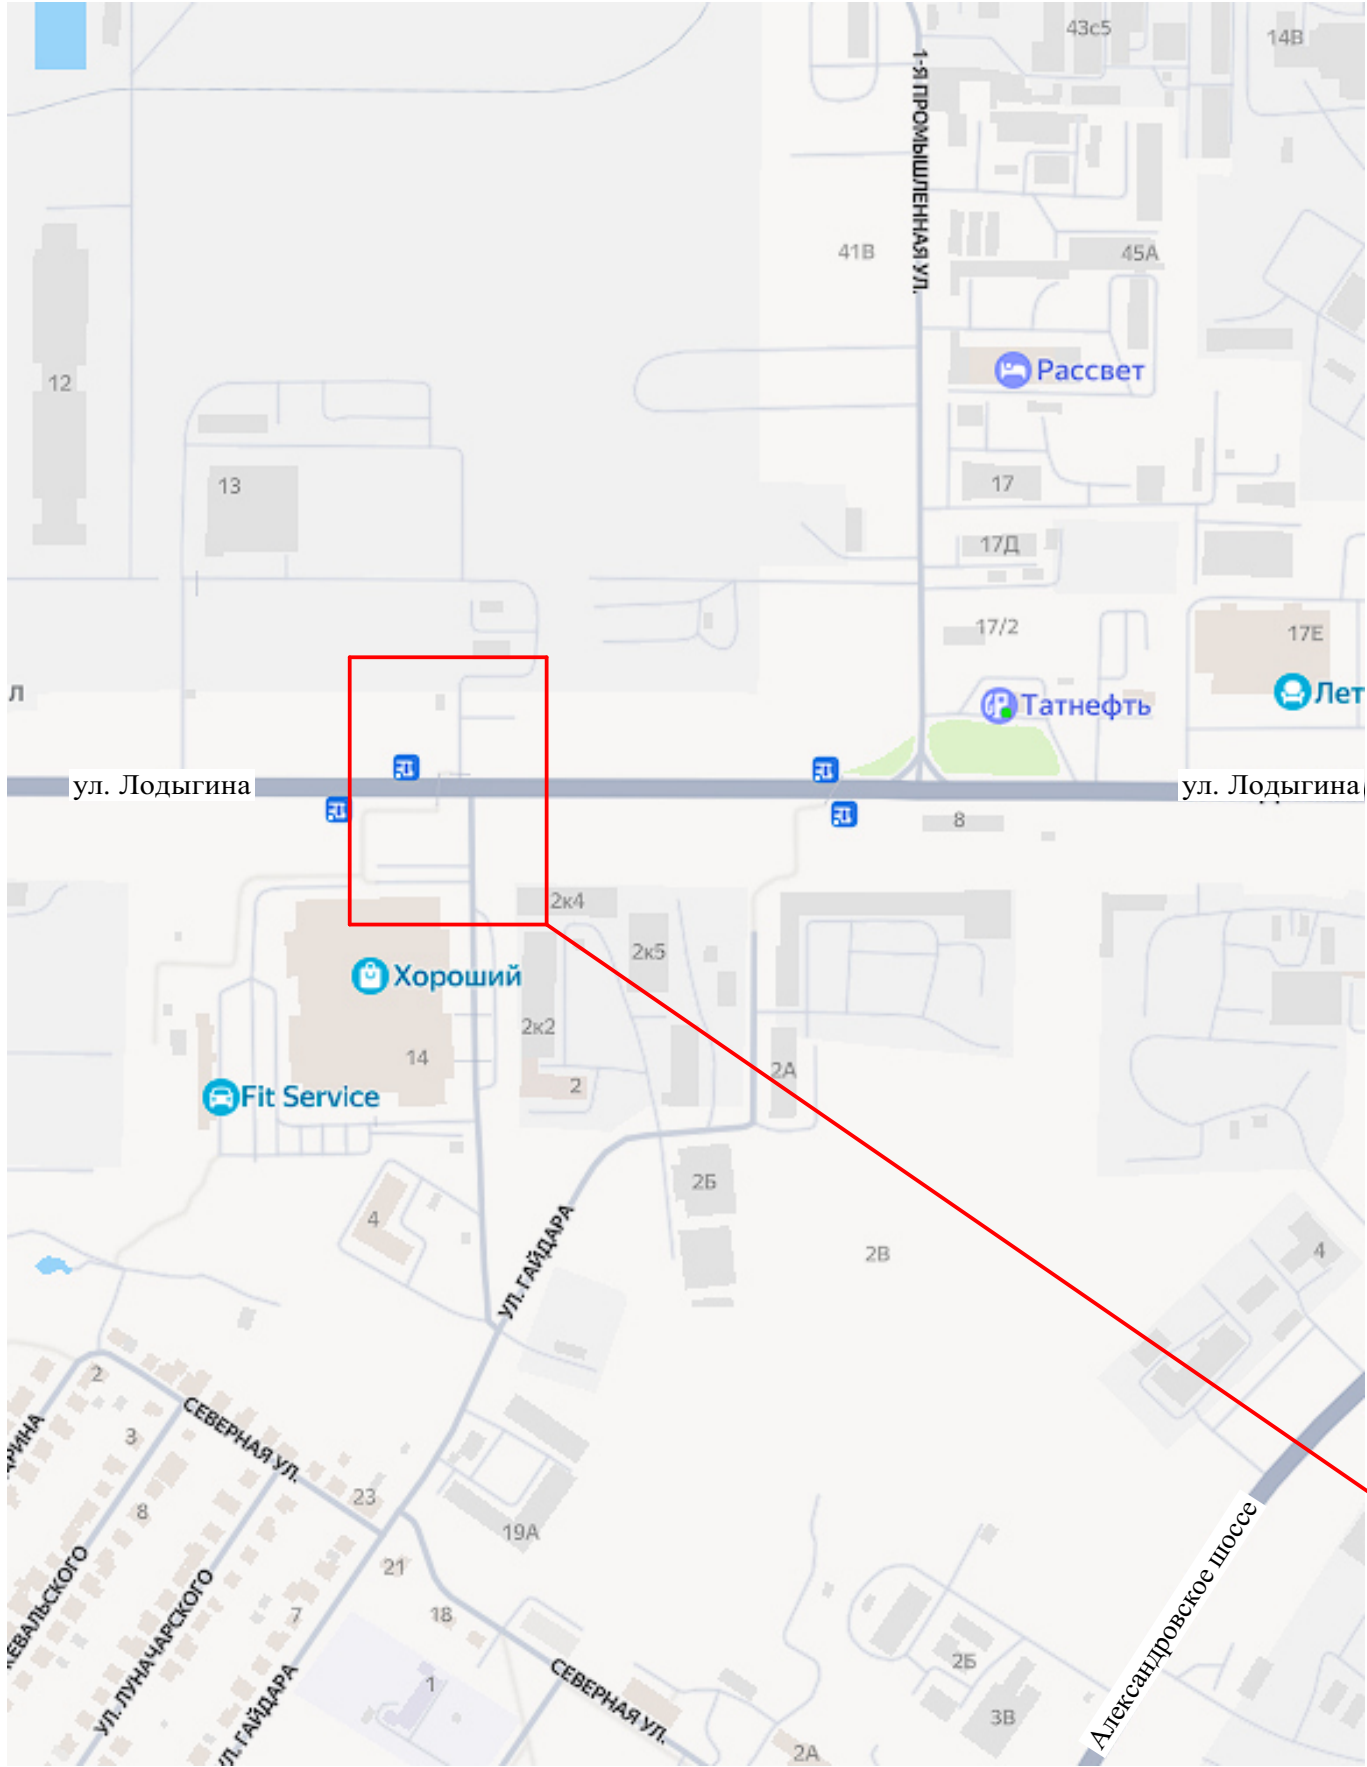 43с5
14В
1-Я ПРОМЫШЛЕННАЯ УЛ.
41В
45А
Рассвет
12
13
17
17Д
17/2
17Е
Татнефть
Лет
л
ул. Лодыгина
ул. Лодыгина
8
2к4
2к5
Хороший
2к2
14
2А
2
Fit Service
2Б
4
УЛ. ГАЙДАРА
2В
4
2
СЕВЕРНАЯ УЛ.
РИНА
3
8
23
19А
21
ЕВАЛЬСКОГО
УЛ. ЛУНАЧАРСКОГО
7
18
Александровское шоссе
УЛ. ГАЙДАРА
1
СЕВЕРНАЯ УЛ.
2Б
3В
2А